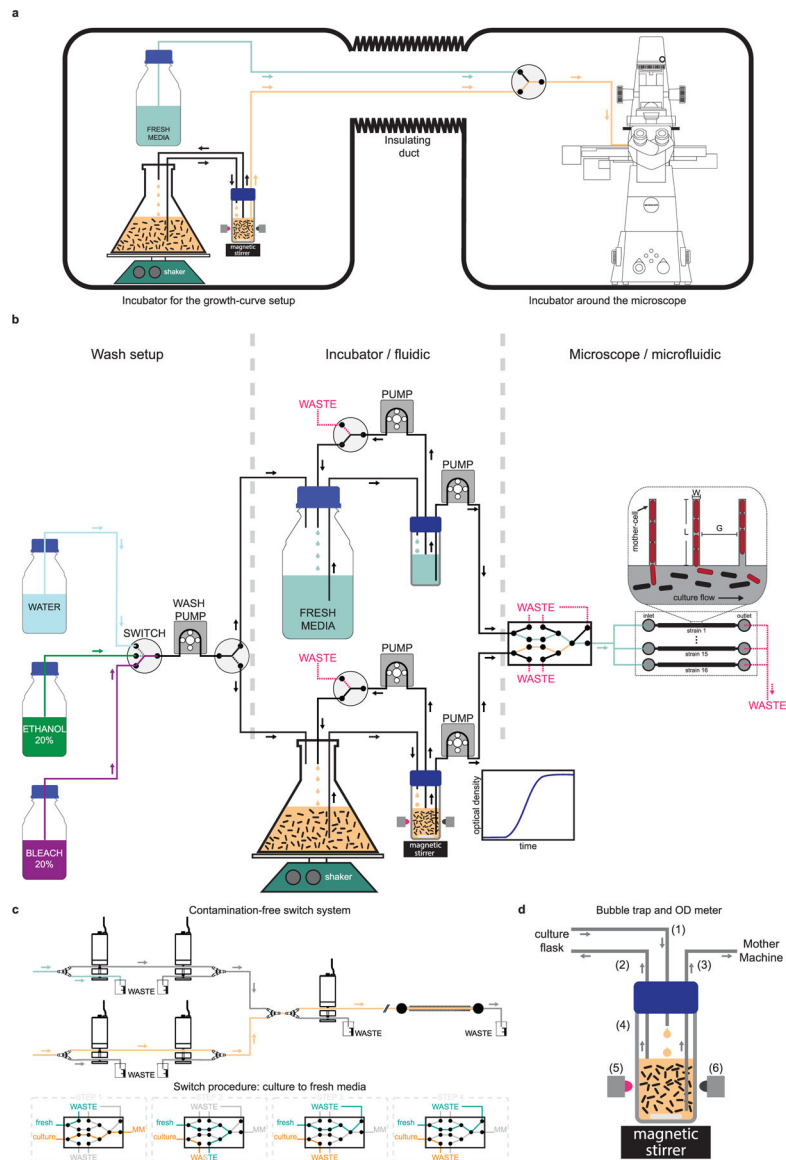 a
FRESH
MEDIA
Insulating
duct
magnetic
stirrer
shaker
Incubator for the growth-curve setup
Incubator around the microscope
b
Wash setup
Incubator / fluidic
Microscope / microfluidic
WASTE
PUMP
PUMP
W
mother-cell
L
G
culture flow
WATER
SWITCH
WASH
PUMP
FRESH
MEDIA
WASTE
WASTE
inlet
outlet
strain 1
strain 15
strain 16
WASTE
ETHANOL
20%
WASTE
PUMP
PUMP
BLEACH
20%
optical density
time
magnetic
stirrer
shaker
c
Contamination-free switch system
WASTE
WASTE
WASTE
WASTE
Switch procedure: culture to fresh media
WASTE
WASTE
WASTE
WASTE
fresh
fresh
fresh
fresh
MM
MM
MM
MM
culture
culture
culture
culture
WASTE
WASTE
WASTE
WASTE
d
Bubble trap and OD meter
culture
flask
(1)
(2)
(3)
Mother
Machine
(4)
(5)
(6)
magnetic
stirrer